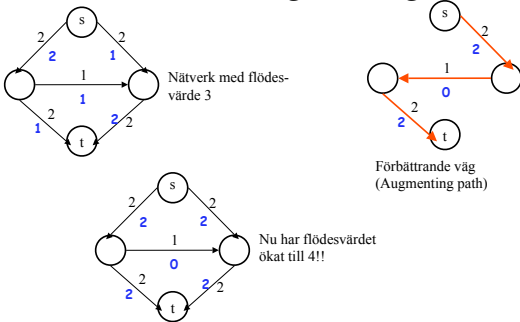 s
2
2
2
1
1
1
Nätverk med flödes-
värde 3
2
1
2
2
t
s
2
2
1
0
2
2
t
Förbättrande väg
(Augmenting path)
s
2
2
2
2
1
0
Nu har flödesvärdet
ökat till 4!!
2
2
2
2
t